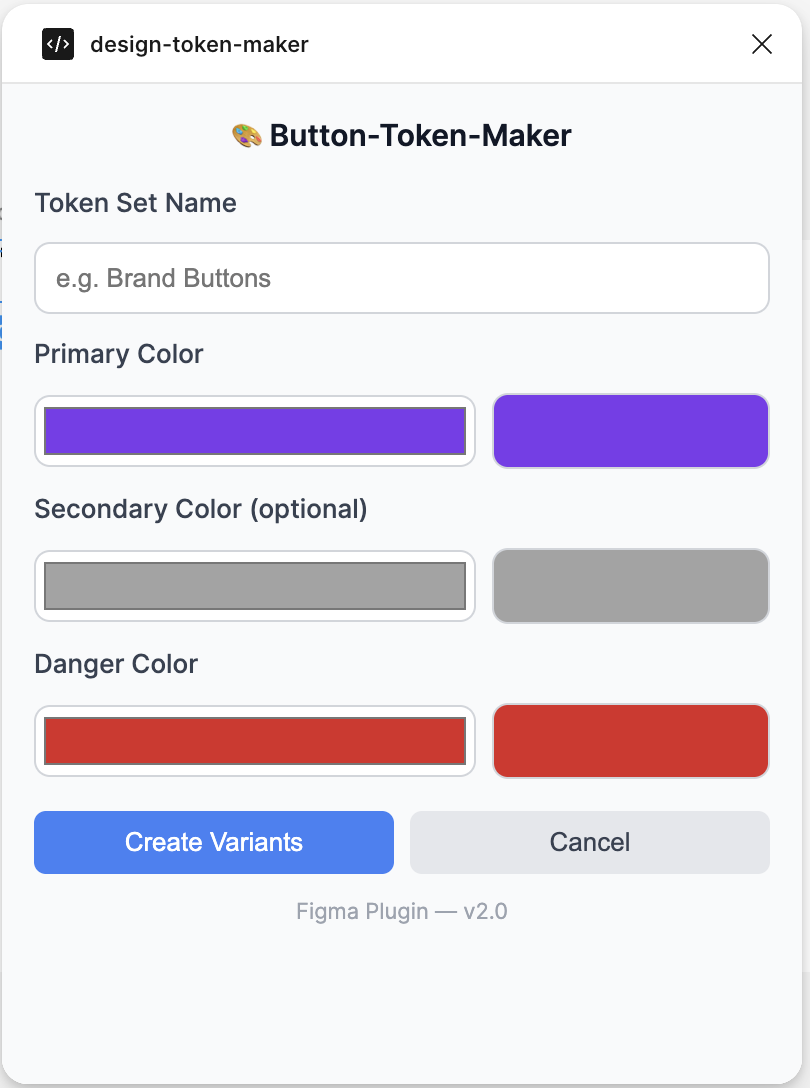 </> design-token-maker
🎨 Button-Token-Maker
Token Set Name
e.g. Brand Buttons
Primary Color
Secondary Color (optional)
Danger Color
Create Variants Cancel
Figma Plugin — v2.0